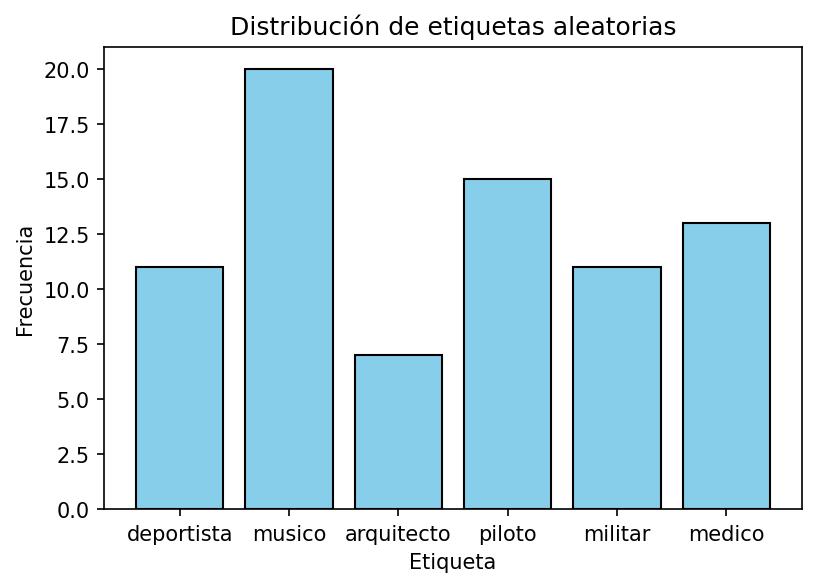 Distribución de etiquetas aleatorias
20.0
17.5
15.0
12.5
10.0
7.5
5.0
2.5
0.0
Frecuencia
deportista musico arquitecto piloto militar medico
Etiqueta